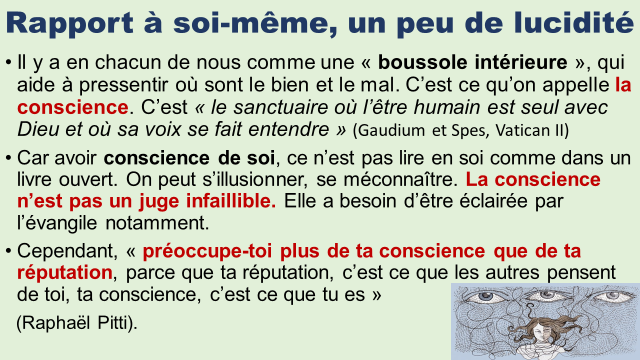 Rapport à soi-même, un peu de lucidité
• Il y a en chacun de nous comme une « boussole intérieure », qui
aide à pressentir où sont le bien et le mal. C’est ce qu’on appelle la
conscience. C’est « le sanctuaire où l’être humain est seul avec
Dieu et où sa voix se fait entendre » (Gaudium et Spes, Vatican II)
• Car avoir conscience de soi, ce n’est pas lire en soi comme dans un
livre ouvert. On peut s’illusionner, se méconnaître. La conscience
n’est pas un juge infaillible. Elle a besoin d’être éclairée par
l’évangile notamment.
• Cependant, « préoccupe-toi plus de ta conscience que de ta
réputation, parce que ta réputation, c’est ce que les autres pensent
de toi, ta conscience, c’est ce que tu es »
(Raphaël Pitti).